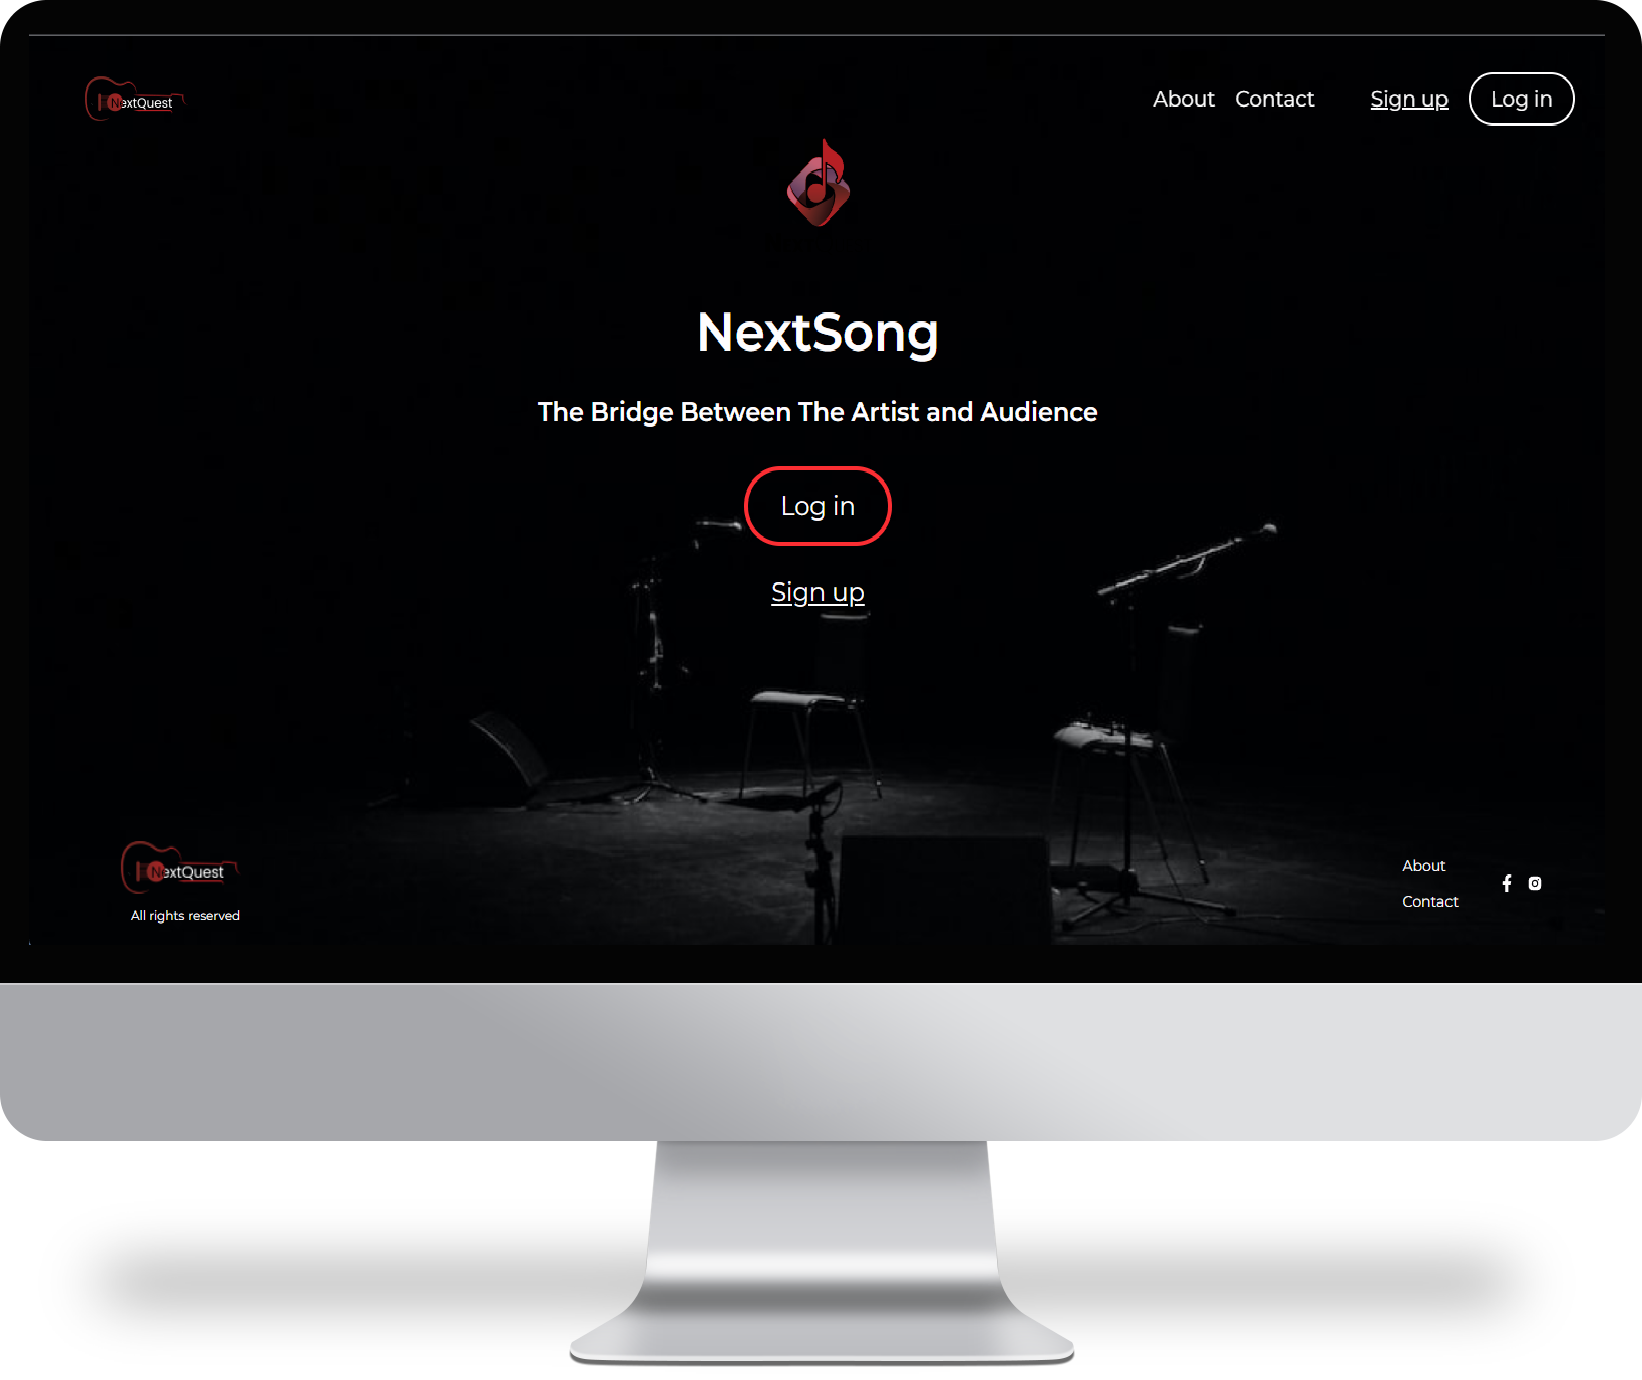 NextQuest
About Contact Sign up Log in
NextSong
The Bridge Between The Artist and Audience
Log in
Sign up
NextQuest
All rights reserved
About
Contact